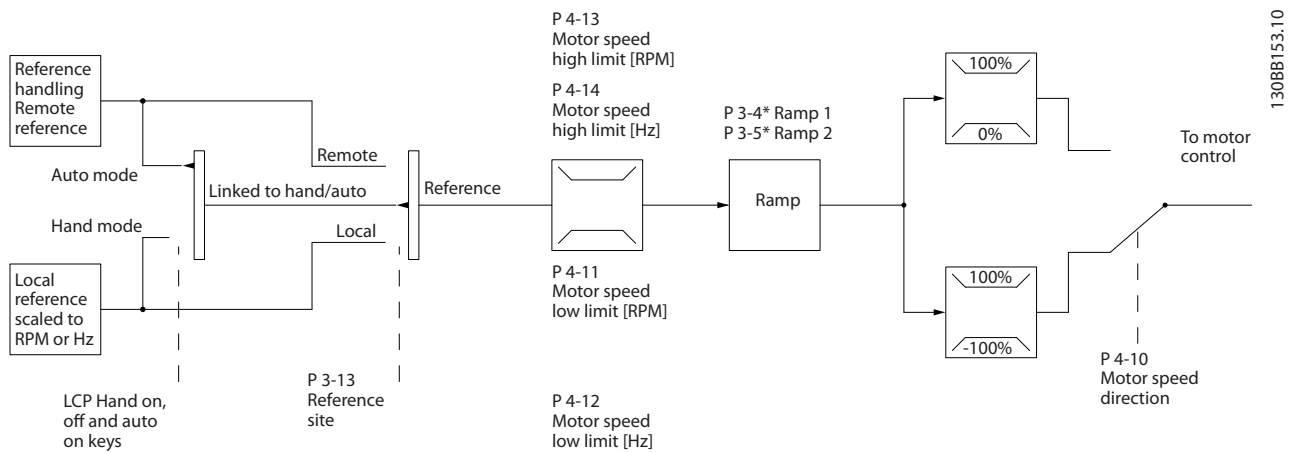 Reference
handling
Remote
reference
Auto mode
Hand mode
Local
reference
scaled to
RPM or Hz
LCP Hand on,
off and auto
on keys
Linked to hand/auto
Remote
Local
P 3-13
Reference
site
Reference
P 4-13
Motor speed
high limit [RPM]
P 4-14
Motor speed
high limit [Hz]
P 4-11
Motor speed
low limit [RPM]
P 4-12
Motor speed
low limit [Hz]
P 3-4* Ramp 1
P 3-5* Ramp 2
Ramp
100%
0%
100%
-100%
To motor
control
P 4-10
Motor speed
direction
130BB153.10